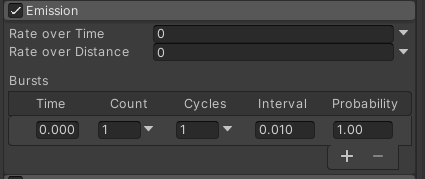 Emission
Rate over Time 0
Rate over Distance 0
Bursts
Time Count Cycles Interval Probability
0.000 1 1 0.010 1.00